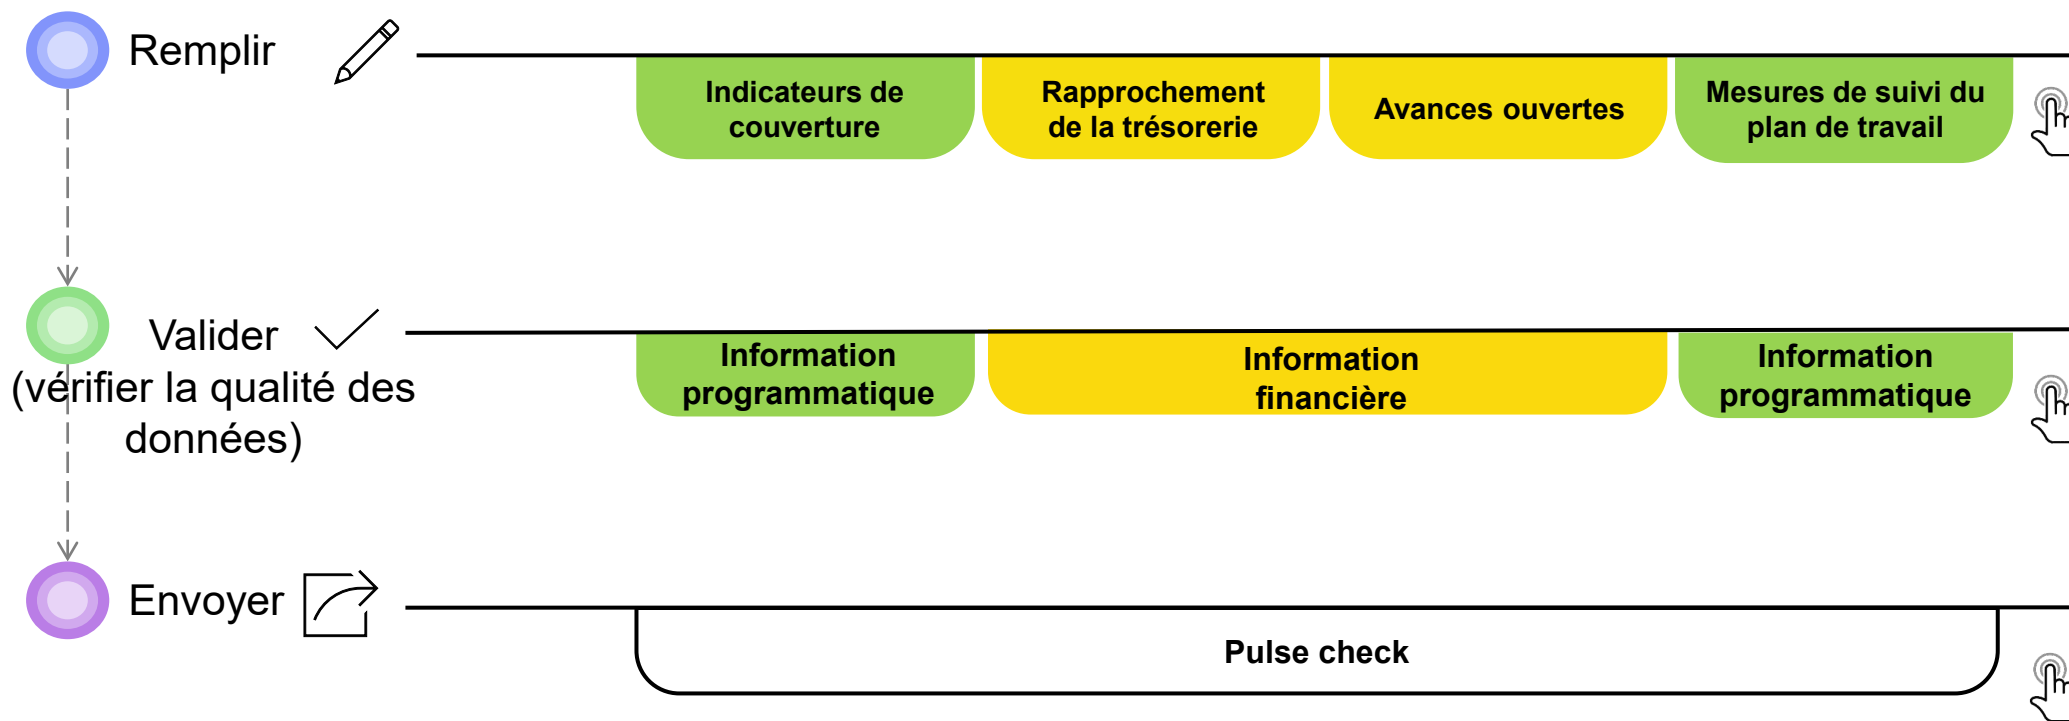 Remplir
Indicateurs de
couverture
Rapprochement
de la trésorerie
Avances ouvertes
Mesures de suivi du
plan de travail
Valider
(vérifier la qualité des
données)
Information
programmatique
Information
financière
Information
programmatique
Envoyer
Pulse check